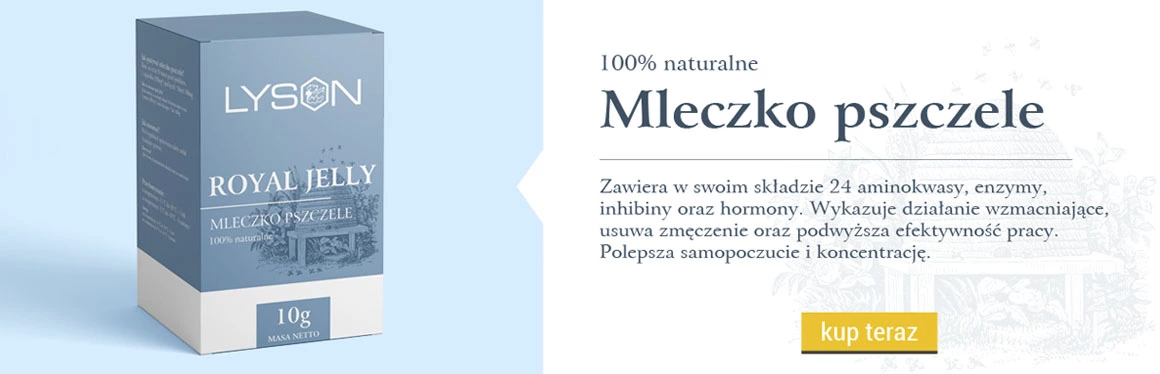 LYSON
ROYAL JELLY
MLECZKO PSZCZELE
100% naturalne
10g
MASA NETTO
100% naturalne
Mleczko pszczele
Zawiera w swoim składzie 24 aminokwasy, enzymy,
inhibiny oraz hormony. Wykazuje działanie wzmacniające,
usuwa zmęczenie oraz podwyższa efektywność pracy.
Polepsza samopoczucie i koncentrację.
kup teraz